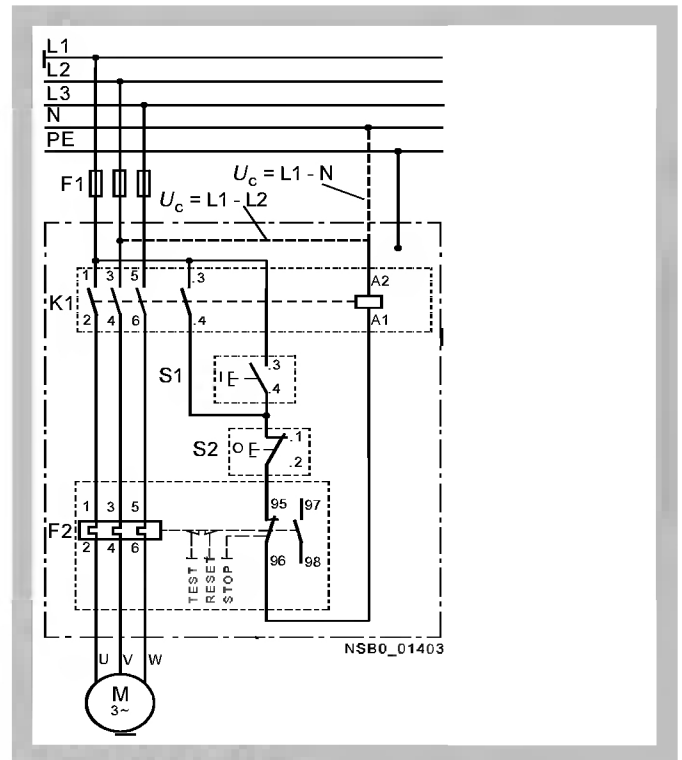 L1
L2
L3
N
PE
F1
U_C = L1 - N
U_C = L1 - L2
1 3 5 .3 A2
K1
2 4 6 .4 A1
S1 I E .3
.4
S2 O E .1
.2
1 3 5 95 97
F2
2 4 6 96 98
TEST
RESET
STOP
NSB0_01403
U V W
M
3~